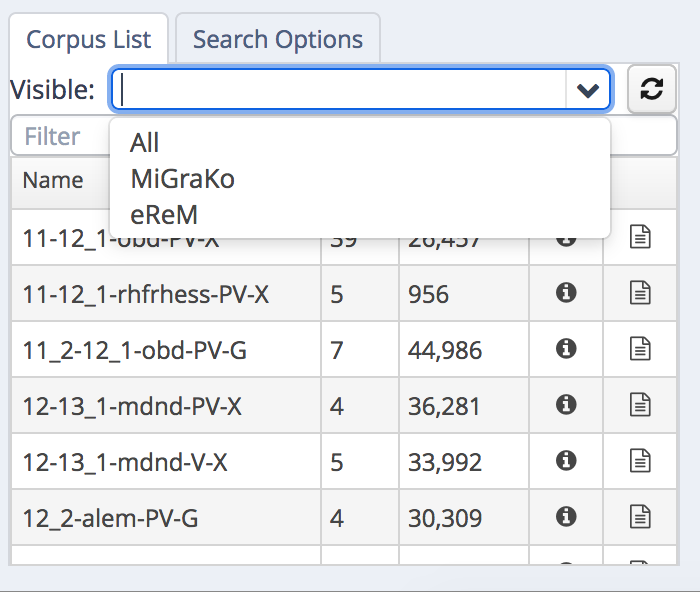 Corpus List Search Options
Visible:
Filter
All
MiGraKo
eReM
Name
11-12_1-obd-PV-X 39 26,457
11-12_1-rhfrhess-PV-X 5 956
11_2-12_1-obd-PV-G 7 44,986
12-13_1-mdnd-PV-X 4 36,281
12-13_1-mdnd-V-X 5 33,992
12_2-alem-PV-G 4 30,309